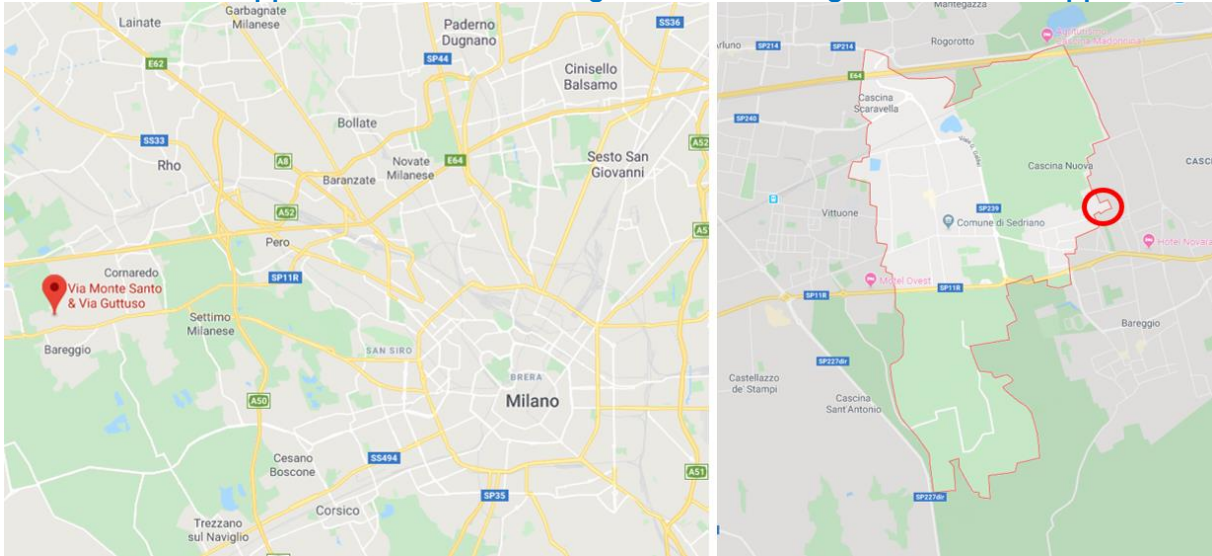 Lainate
Garbagnate
Milanese
Paderno
Dugnano
SS36
SP44
E62
Cinisello
Balsamo
Bollate
SS33
A8
Rho
Novate
Milanese
E64
Sesto San
Giovanni
A52
Baranzate
A52
Pero
Cornaredo
SP11R
Via Monte Santo
& Via Guttuso
Settimo
Milanese
Bareggio
SAN SIRO
BRERA
Milano
A50
Cesano
Boscone
SS494
A51
SP35
Corsico
Trezzano
sul Naviglio
Mantegazza
SP214
SP214
Rogorotto
E64
Cascina
Scaravella
SP240
Cascina Nuova
Vittuone
SP239
Comune di Sedriano
Hotel Novara
Motel Ovest
SP11R
SP11R
Bareggio
SP227dir
Castellazzo
de' Stampi
Cascina
Sant'Antonio
SP227dir